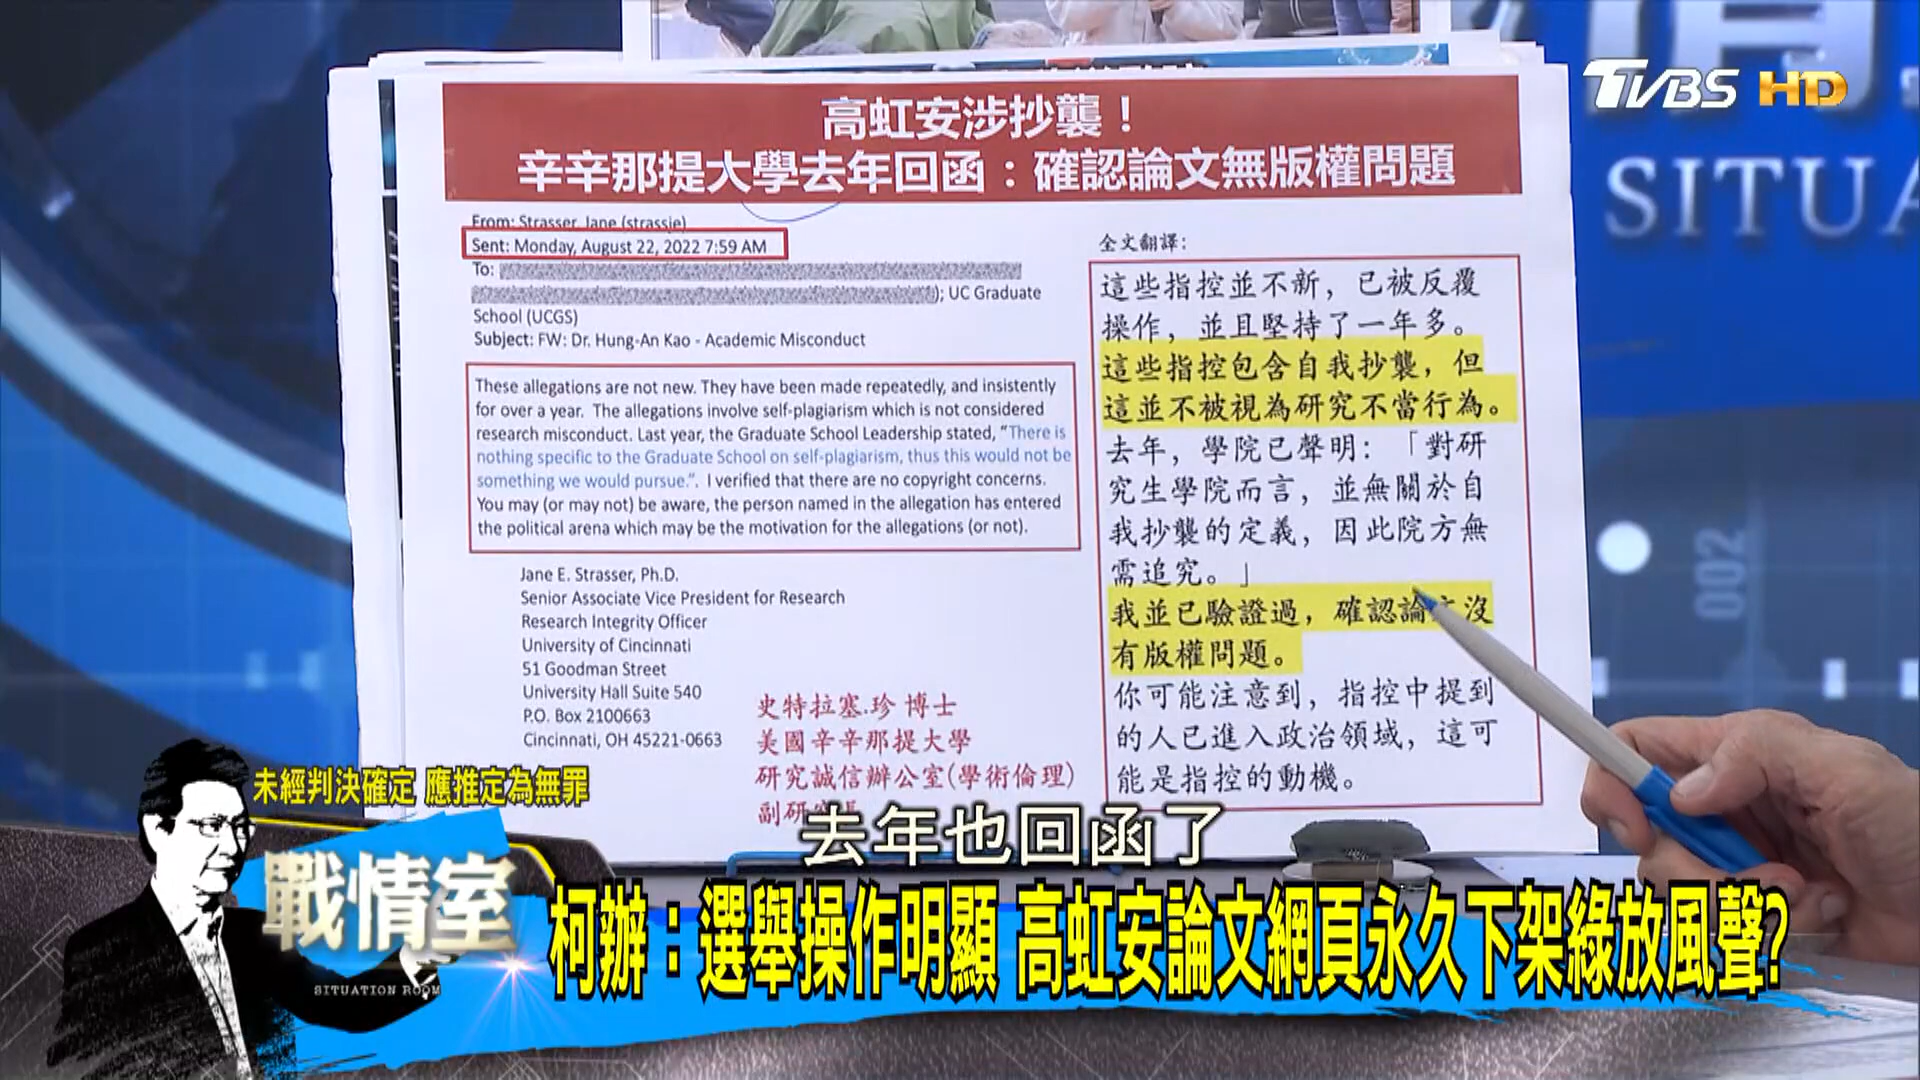 TVBS HD
SITUA
002
高虹安涉抄襲！
辛辛那提大學去年回函：確認論文無版權問題
From: Strasser, Jane (strassje)
Sent: Monday, August 22, 2022 7:59 AM
To:
); UC Graduate
School (UCGS)
Subject: FW: Dr. Hung-An Kao - Academic Misconduct
These allegations are not new. They have been made repeatedly, and insistently
for over a year. The allegations involve self-plagiarism which is not considered
research misconduct. Last year, the Graduate School Leadership stated, “There is
nothing specific to the Graduate School on self-plagiarism, thus this would not be
something we would pursue.”. I verified that there are no copyright concerns.
You may (or may not) be aware, the person named in the allegation has entered
the political arena which may be the motivation for the allegations (or not).
Jane E. Strasser, Ph.D.
Senior Associate Vice President for Research
Research Integrity Officer
University of Cincinnati
51 Goodman Street
University Hall Suite 540
P.O. Box 2100663
Cincinnati, OH 45221-0663
史特拉塞.珍 博士
美國辛辛那提大學
研究誠信辦公室(學術倫理)
副研
全文翻譯：
這些指控並不新，已被反覆
操作，並且堅持了一年多。
這些指控包含自我抄襲，但
這並不被視為研究不當行為。
去年，學院已聲明：「對研
究生學院而言，並無關於自
我抄襲的定義，因此院方無
需追究。」
我並已驗證過，確認論文沒
有版權問題。
你可能注意到，指控中提到
的人已進入政治領域，這可
能是指控的動機。
未經判決確定 應推定為無罪
去年也回函了
戰情室
SITUATION ROOM
柯辦：選舉操作明顯 高虹安論文網頁永久下架綠放風聲?